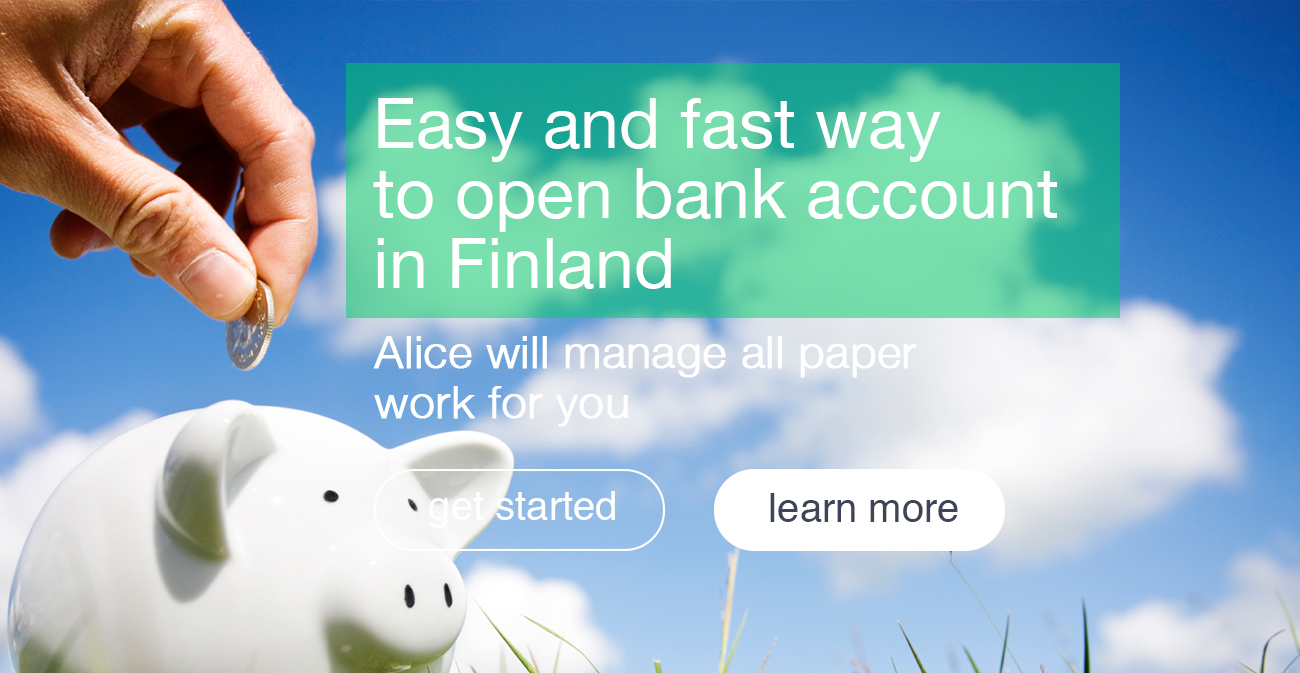 Easy and fast way
to open bank account
in Finland
Alice will manage all paper
work for you
get started
learn more